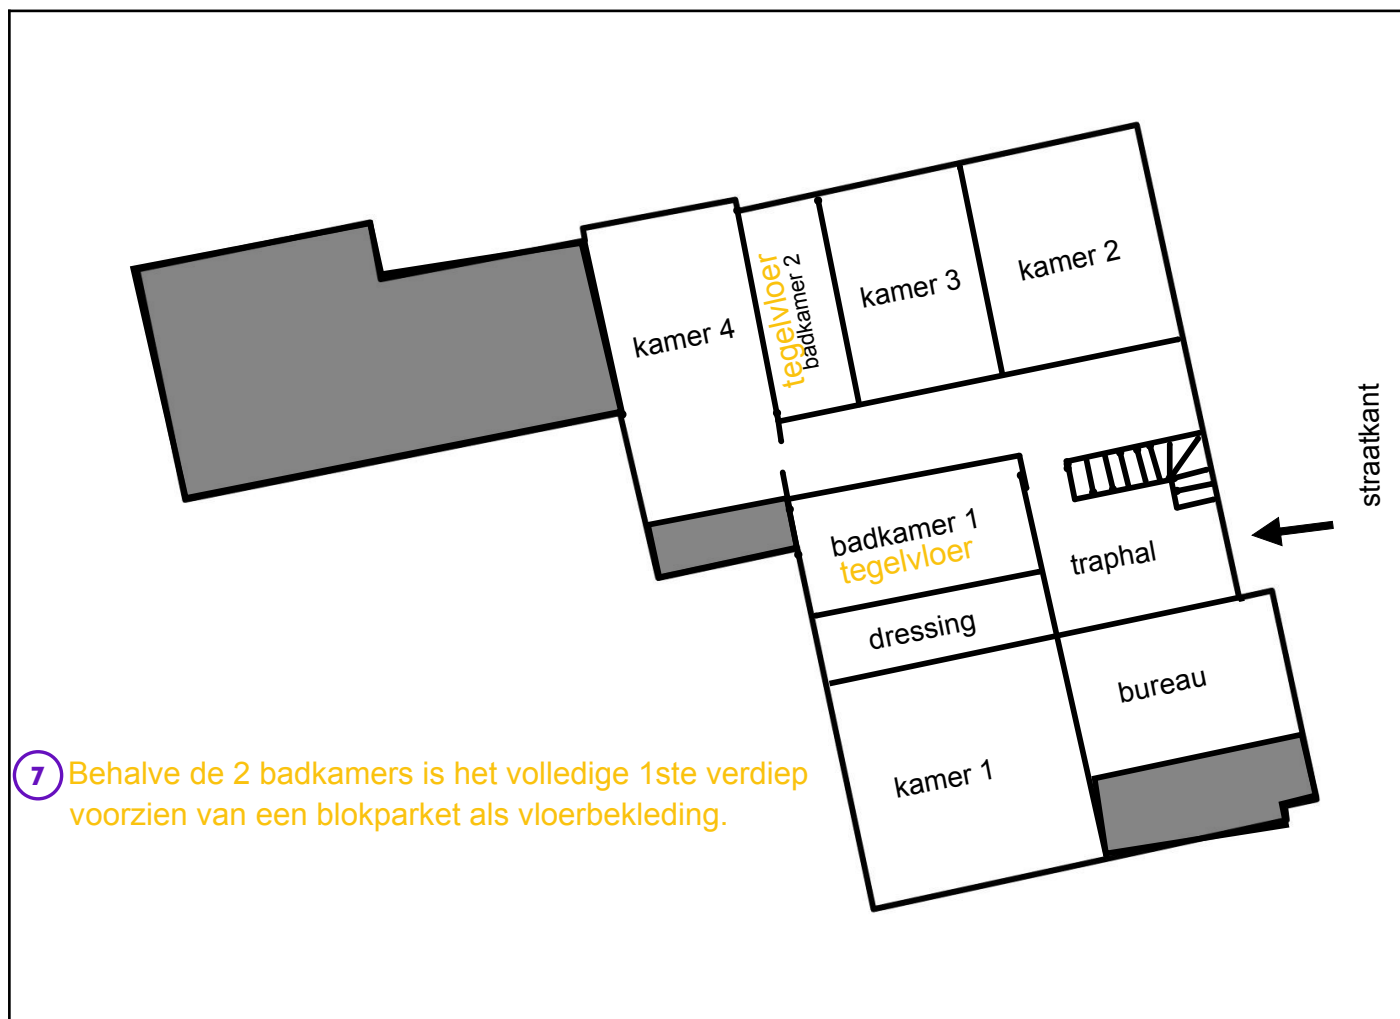 kamer 2
kamer 3
tegelvloer
badkamer 2
kamer 4
straatkant
badkamer 1
tegelvloer
traphal
dressing
bureau
kamer 1
7 Behalve de 2 badkamers is het volledige 1ste verdiep
voorzien van een blokparket als vloerbekleding.